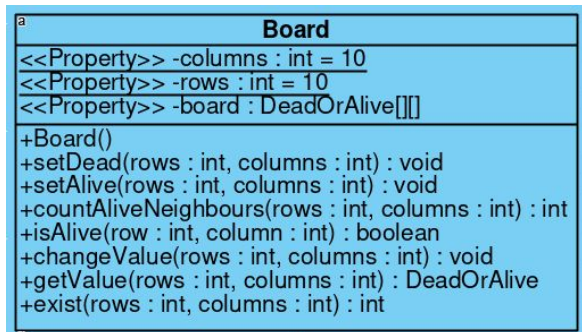 a
Board
<<Property>> -columns : int = 10
<<Property>> -rows : int = 10
<<Property>> -board : DeadOrAlive[][]
+Board()
+setDead(rows : int, columns : int) : void
+setAlive(rows : int, columns : int) : void
+countAliveNeighbours(rows : int, columns : int) : int
+isAlive(row : int, column : int) : boolean
+changeValue(rows : int, columns : int) : void
+getValue(rows : int, columns : int) : DeadOrAlive
+exist(rows : int, columns : int) : int